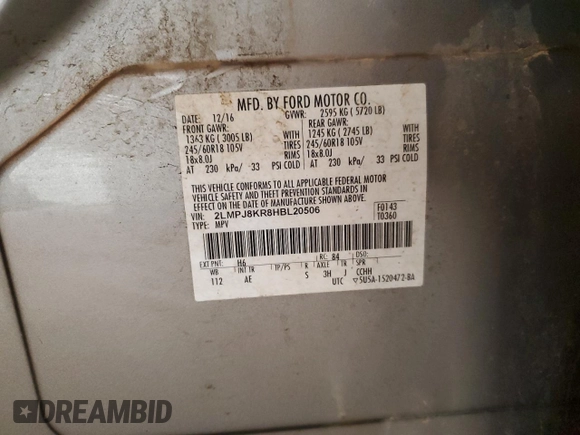 MFD. BY FORD MOTOR CO.
DATE: 12/16 GVWR: 2595 KG ( 5720 LB)
FRONT GAWR: REAR GAWR:
1363 KG ( 3005 LB) WITH 1245 KG ( 2745 LB) WITH
245/60R18 105V TIRES 245/60R18 105V TIRES
18x8.0J RIMS 18x8.0J RIMS
AT 230 kPa/ 33 PSI COLD AT 230 kPa/ 33 PSI COLD
THIS VEHICLE CONFORMS TO ALL APPLICABLE FEDERAL MOTOR
VEHICLE SAFETY AND THEFT PREVENTION STANDARDS IN
EFFECT ON THE DATE OF MANUFACTURE SHOWN ABOVE.
VIN: 2LMPJ8KR8HBL20506 F0143
TYPE: MPV T0360
EXT PNT: H6 RC: 84 DSO:
WB INT TR TP/PS R AXLE TR SPR
112 AE S 3H J CCHH
UTC 5U5A-1520472-BA
DREAMBID